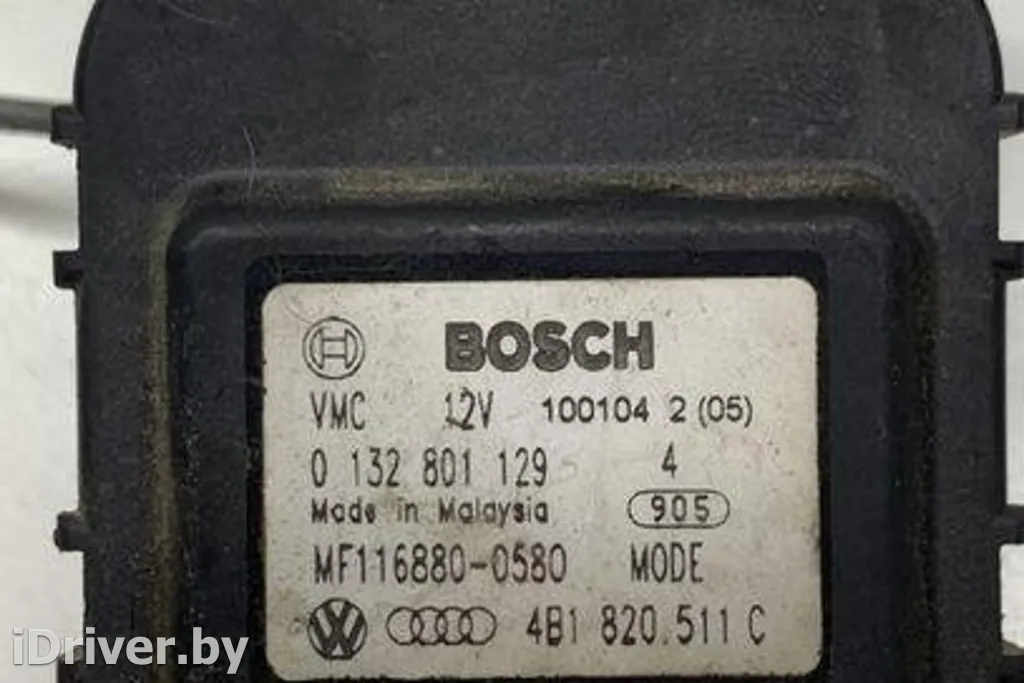 BOSCH
VMC 12V 100104 2 (05)
0 132 801 129 4
Made in Malaysia 905
MF116880-0580 MODE
4B1 820.511 C
iDriver.by